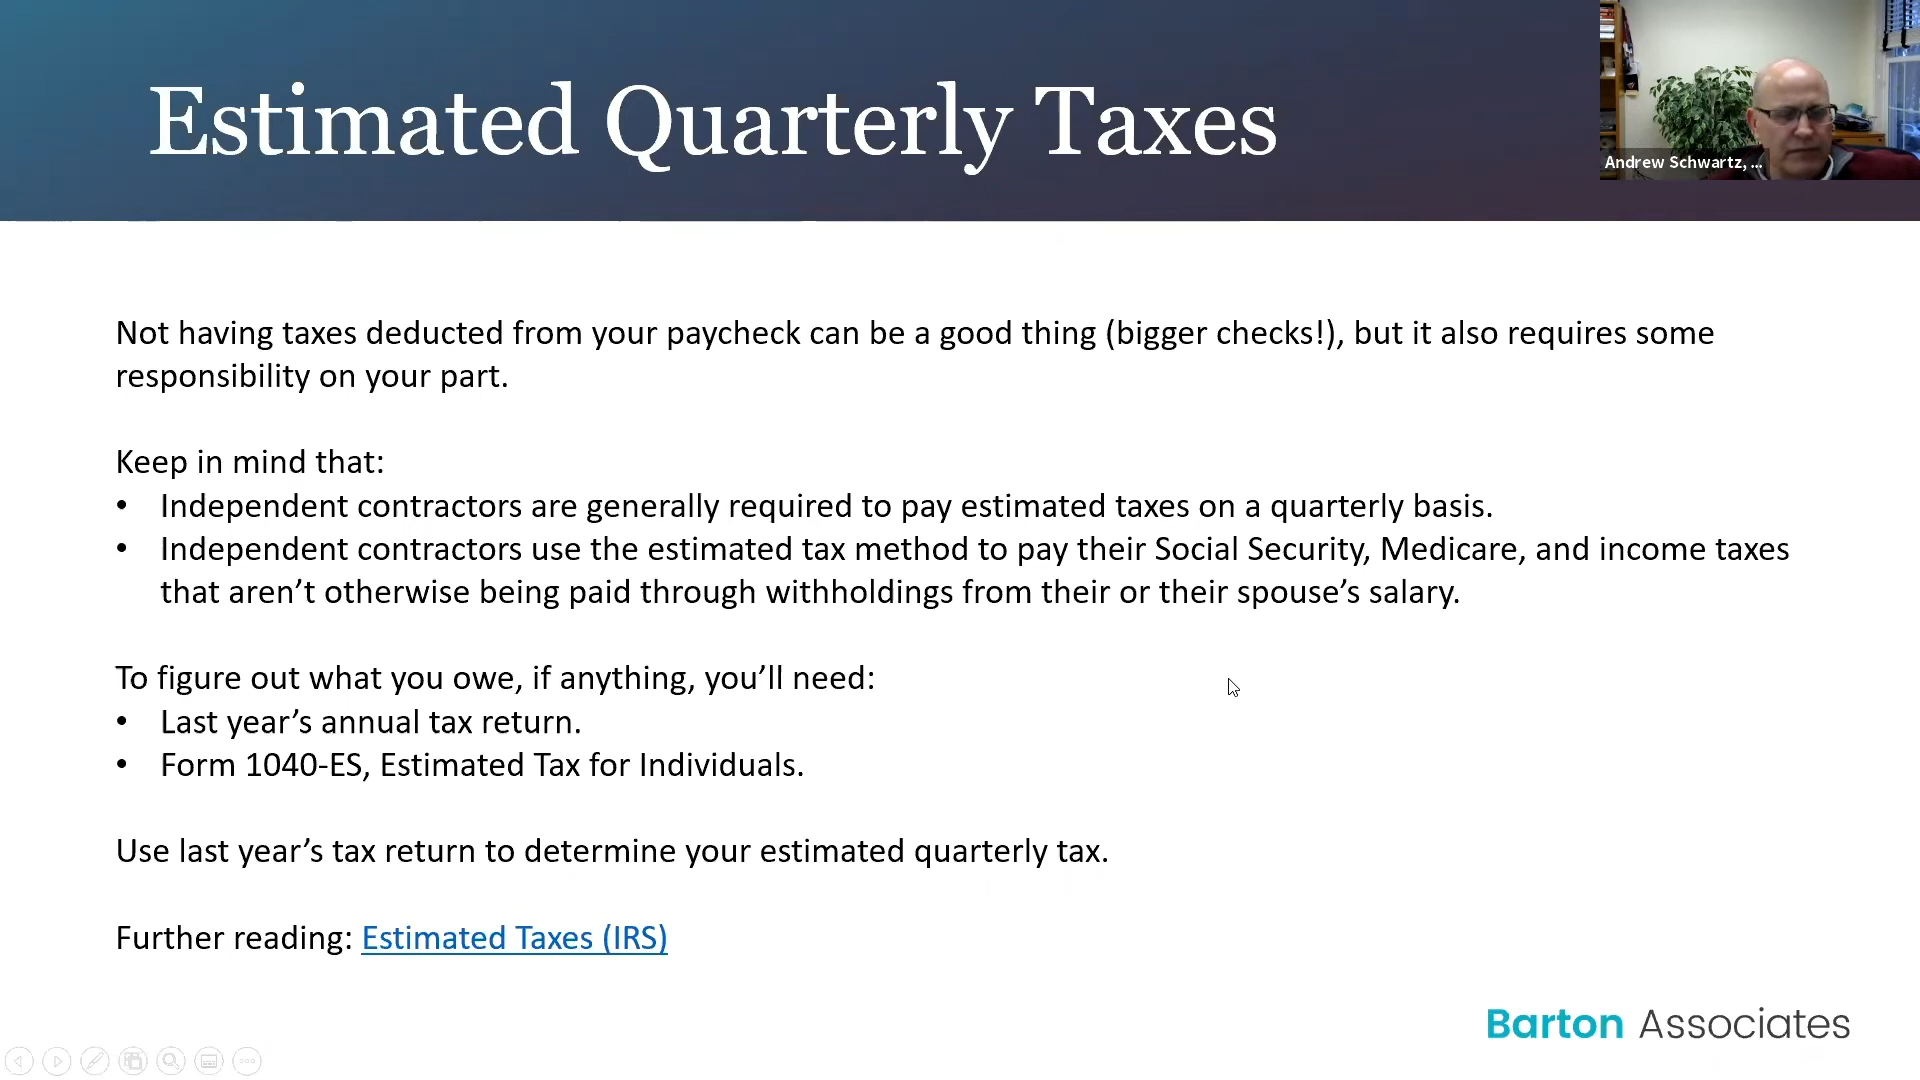 Estimated Quarterly Taxes
Andrew Schwartz, ...
Not having taxes deducted from your paycheck can be a good thing (bigger checks!), but it also requires some
responsibility on your part.
Keep in mind that:
• Independent contractors are generally required to pay estimated taxes on a quarterly basis.
• Independent contractors use the estimated tax method to pay their Social Security, Medicare, and income taxes
that aren’t otherwise being paid through withholdings from their or their spouse’s salary.
To figure out what you owe, if anything, you’ll need:
• Last year’s annual tax return.
• Form 1040-ES, Estimated Tax for Individuals.
Use last year’s tax return to determine your estimated quarterly tax.
Further reading: Estimated Taxes (IRS)
Barton Associates